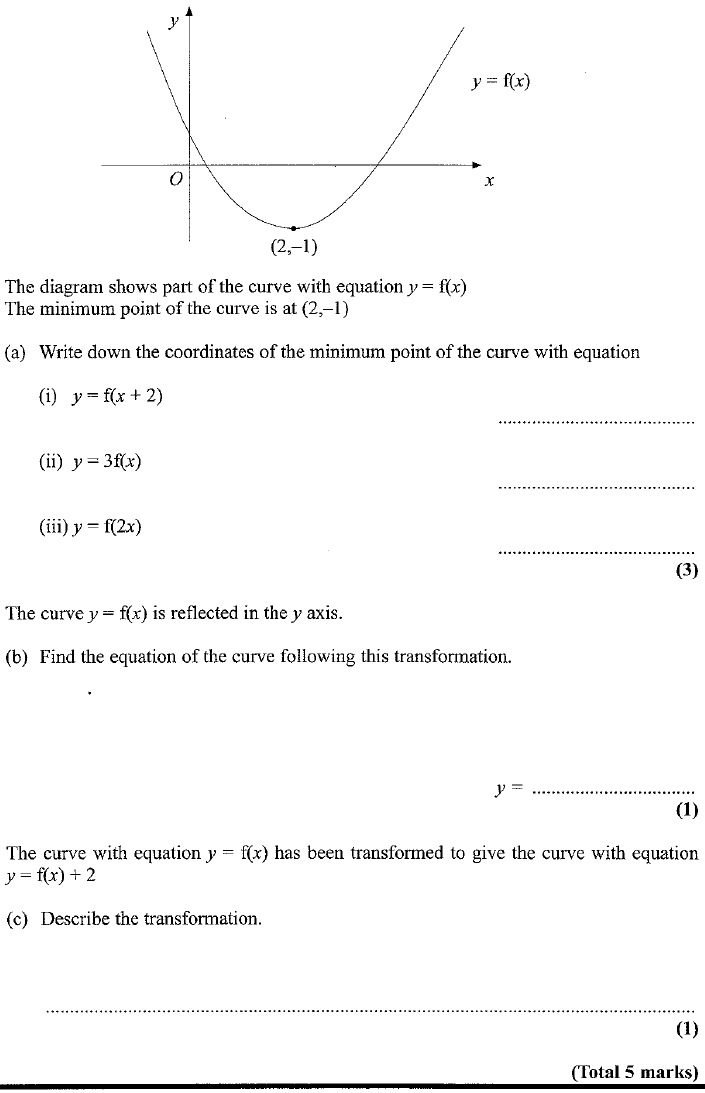 y
y = f(x)
O
x
(2,–1)
The diagram shows part of the curve with equation y = f(x)
The minimum point of the curve is at (2,–1)
(a) Write down the coordinates of the minimum point of the curve with equation
(i) y = f(x + 2)
........................................
(ii) y = 3f(x)
........................................
(iii) y = f(2x)
........................................
(3)
The curve y = f(x) is reflected in the y axis.
(b) Find the equation of the curve following this transformation.
y = .................................
(1)
The curve with equation y = f(x) has been transformed to give the curve with equation
y = f(x) + 2
(c) Describe the transformation.
....................................................................................................................................
(1)
(Total 5 marks)